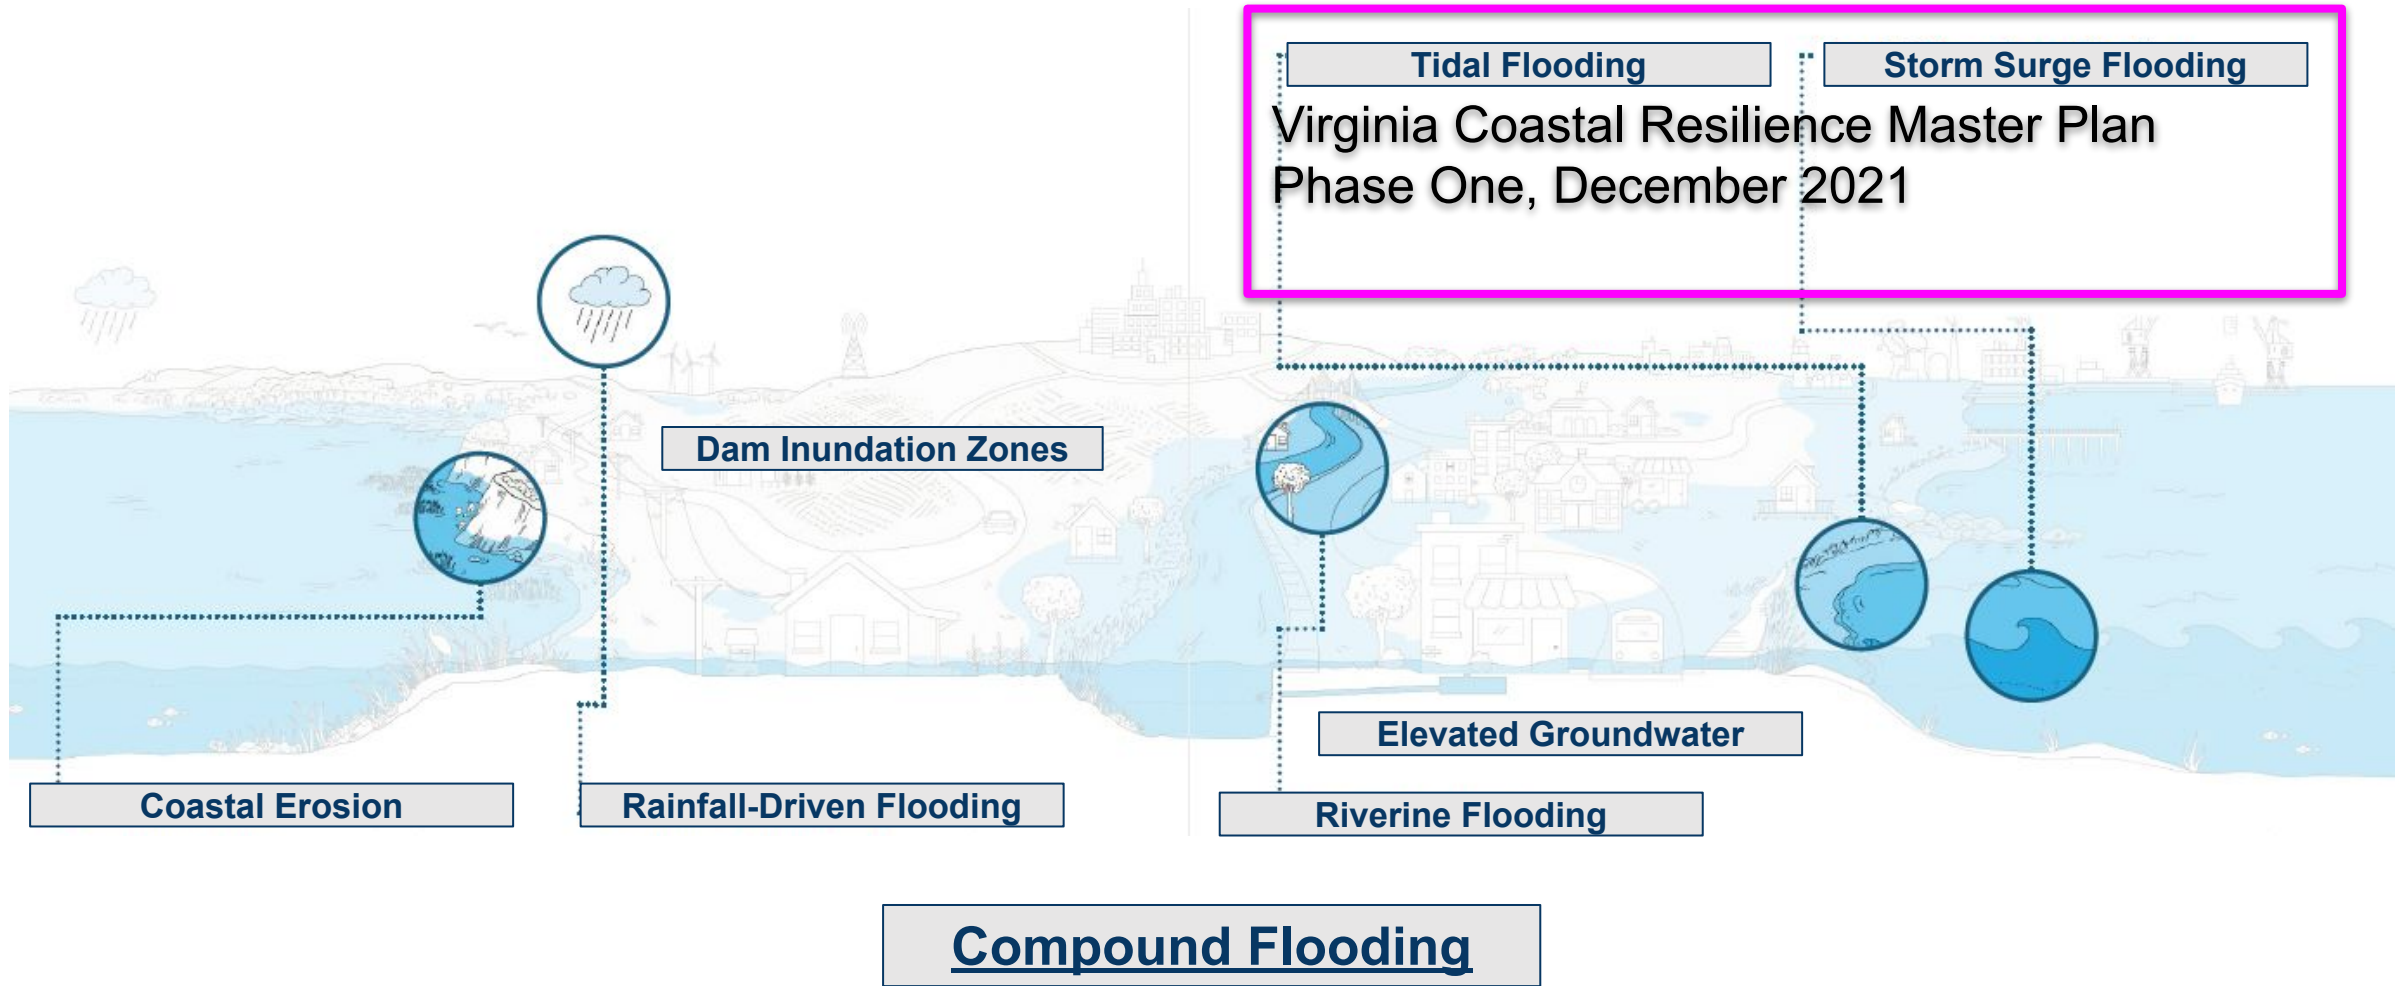 Tidal Flooding
Storm Surge Flooding
Virginia Coastal Resilience Master Plan
Phase One, December 2021
Dam Inundation Zones
Elevated Groundwater
Coastal Erosion
Rainfall-Driven Flooding
Riverine Flooding
Compound Flooding